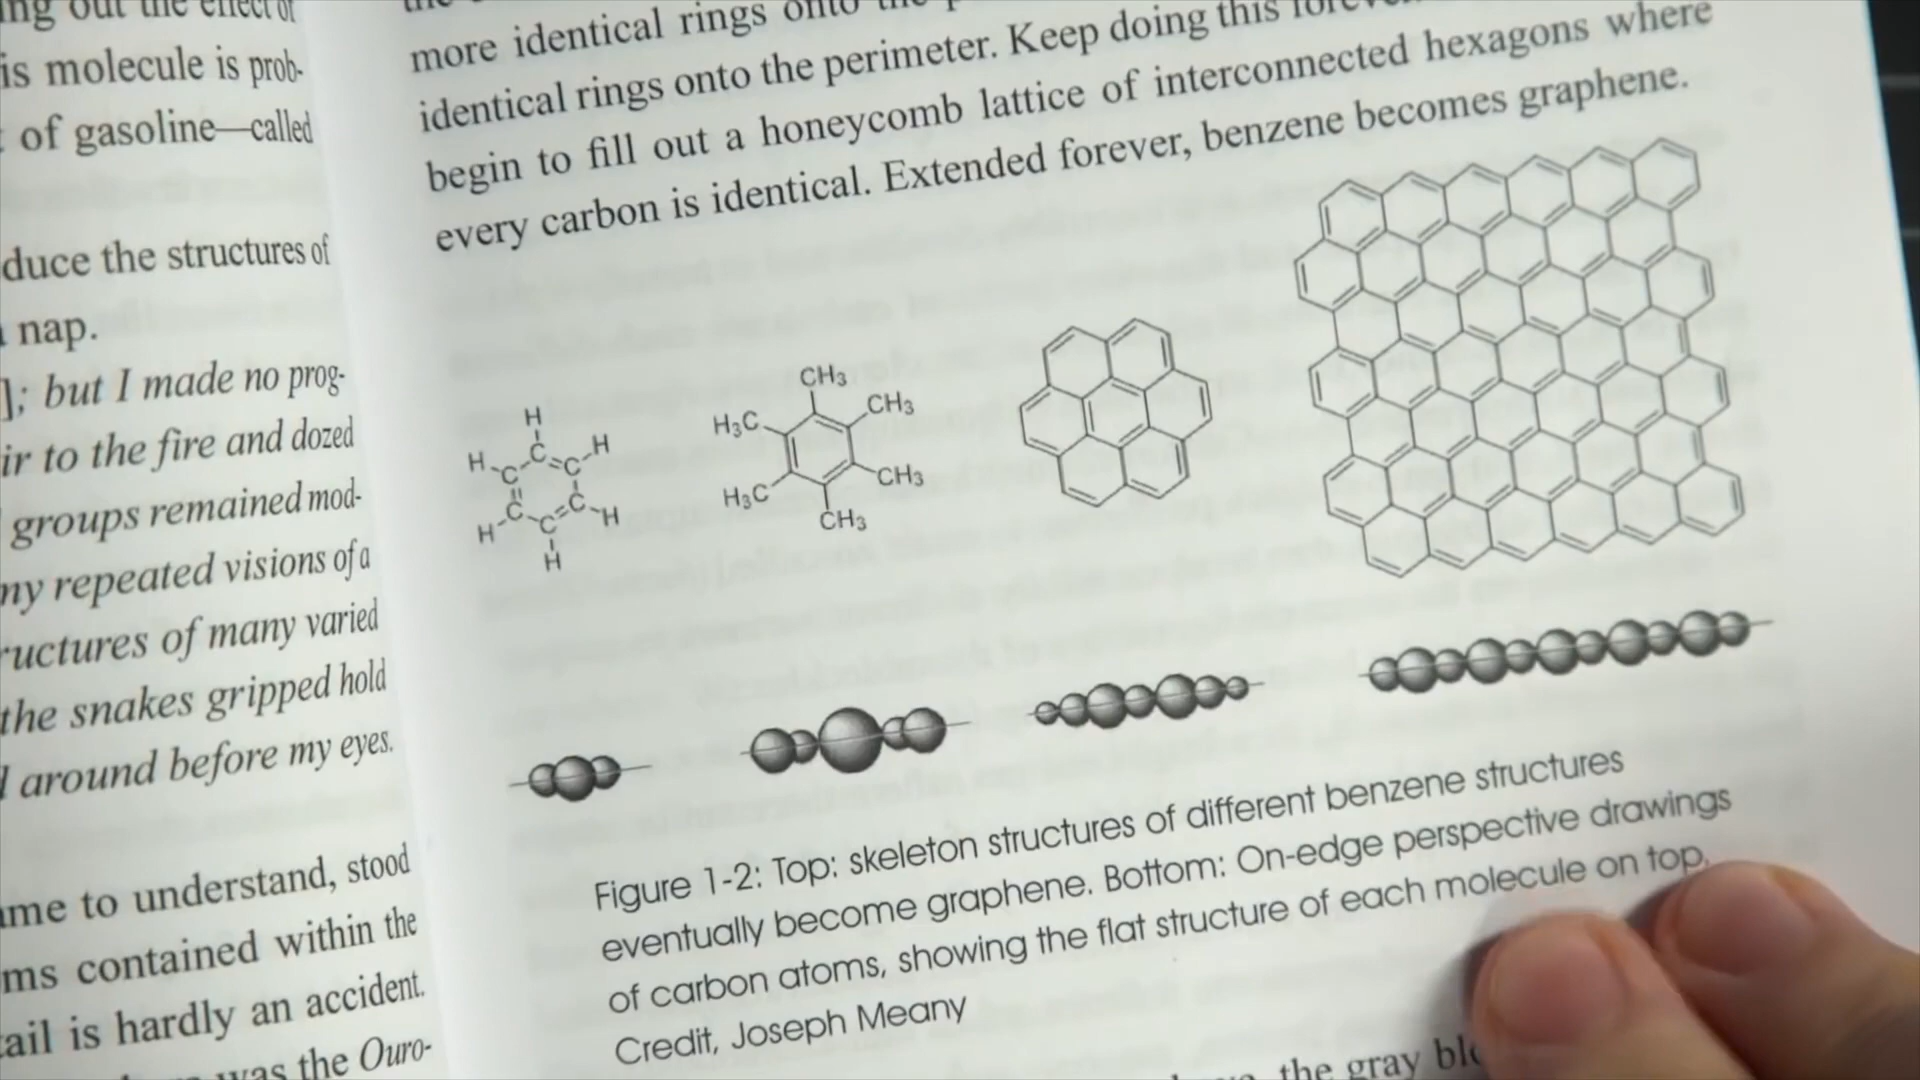 is molecule is prob-
of gasoline—called
duce the structures of
nap.
]; but I made no prog-
ir to the fire and dozed
groups remained mod-
ny repeated visions of a
ructures of many varied
the snakes gripped hold
around before my eyes.
me to understand, stood
ms contained within the
ail is hardly an accident.
was the Ouro-
more identical rings onto the
identical rings onto the perimeter. Keep doing this forever
begin to fill out a honeycomb lattice of interconnected hexagons where
every carbon is identical. Extended forever, benzene becomes graphene.
H
H C C C H
H C C C H
H
CH3
H3C CH3
H3C CH3
CH3
Figure 1-2: Top: skeleton structures of different benzene structures
eventually become graphene. Bottom: On-edge perspective drawings
of carbon atoms, showing the flat structure of each molecule on top.
Credit, Joseph Meany
the gray